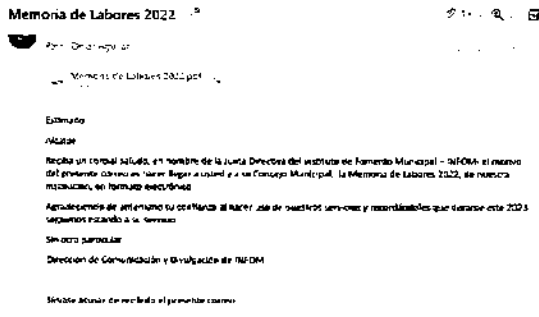 Memoria de Labores 2022
Para:
Memoria de Labores 2022.pdf
Estimado
Alcalde
Reciba un cordial saludo, en nombre de la Junta Directiva del Instituto de Fomento Municipal – INFOM- el motivo
del presente correo es hacer llegar a usted y a su Concejo Municipal, la Memoria de Labores 2022, de nuestra
institución, en formato electrónico
Agradeciendo de antemano su confianza al hacer uso de nuestros servicios y recordándoles que durante este 2023
seguimos estando a su servicio
Sin otro particular
Dirección de Comunicación y Divulgación de INFOM
Sírvase acusar de recibido el presente correo